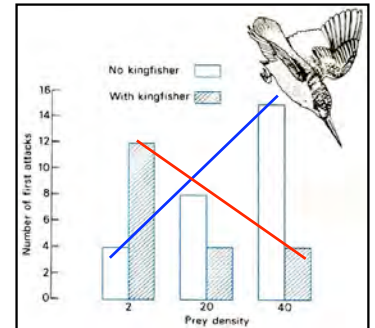 No kingfisher
With kingfisher
Number of first attacks
16
14
12
10
8
6
4
2
0
2 20 40
Prey density